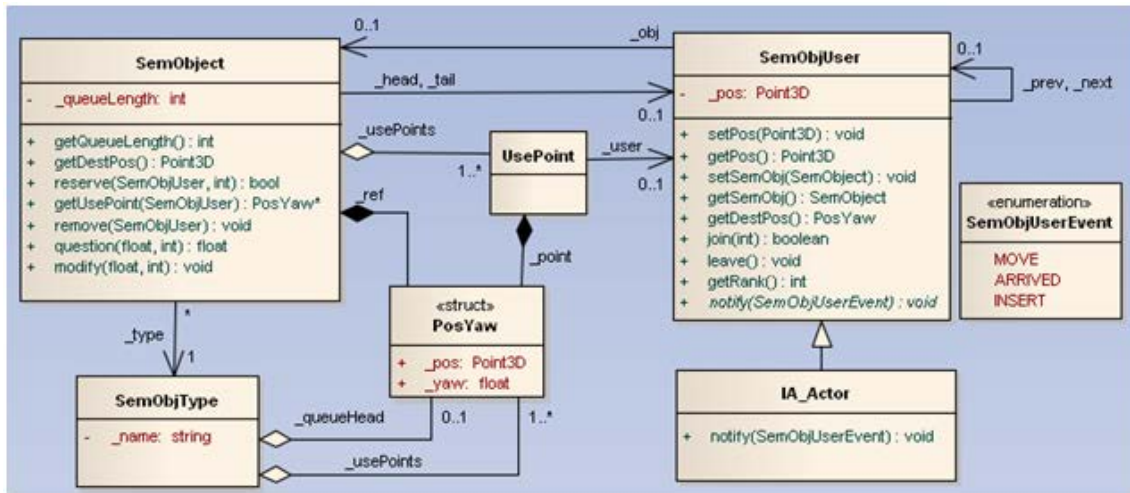 0..1
_obj
SemObject
- _queueLength: int
+ getQueueLength() : int
+ getDestPos() : Point3D
+ reserve(SemObjUser, int) : bool
+ getUsePoint(SemObjUser) : PosYaw*
+ remove(SemObjUser) : void
+ question(float, int) : float
+ modify(float, int) : void
_head, _tail
0..1
_usePoints
1..*
UsePoint
_user
0..1
_ref
_point
SemObjUser
- _pos: Point3D
+ setPos(Point3D) : void
+ getPos() : Point3D
+ setSemObj(SemObject) : void
+ getSemObj() : SemObject
+ getDestPos() : PosYaw
+ join(int) : boolean
+ leave() : void
+ getRank() : int
+ notify(SemObjUserEvent) : void
0..1
_prev, _next
«enumeration»
SemObjUserEvent
MOVE
ARRIVED
INSERT
*
_type
1
«struct»
PosYaw
+ _pos: Point3D
+ _yaw: float
SemObjType
- _name: string
_queueHead
0..1
1..*
_usePoints
IA_Actor
+ notify(SemObjUserEvent) : void